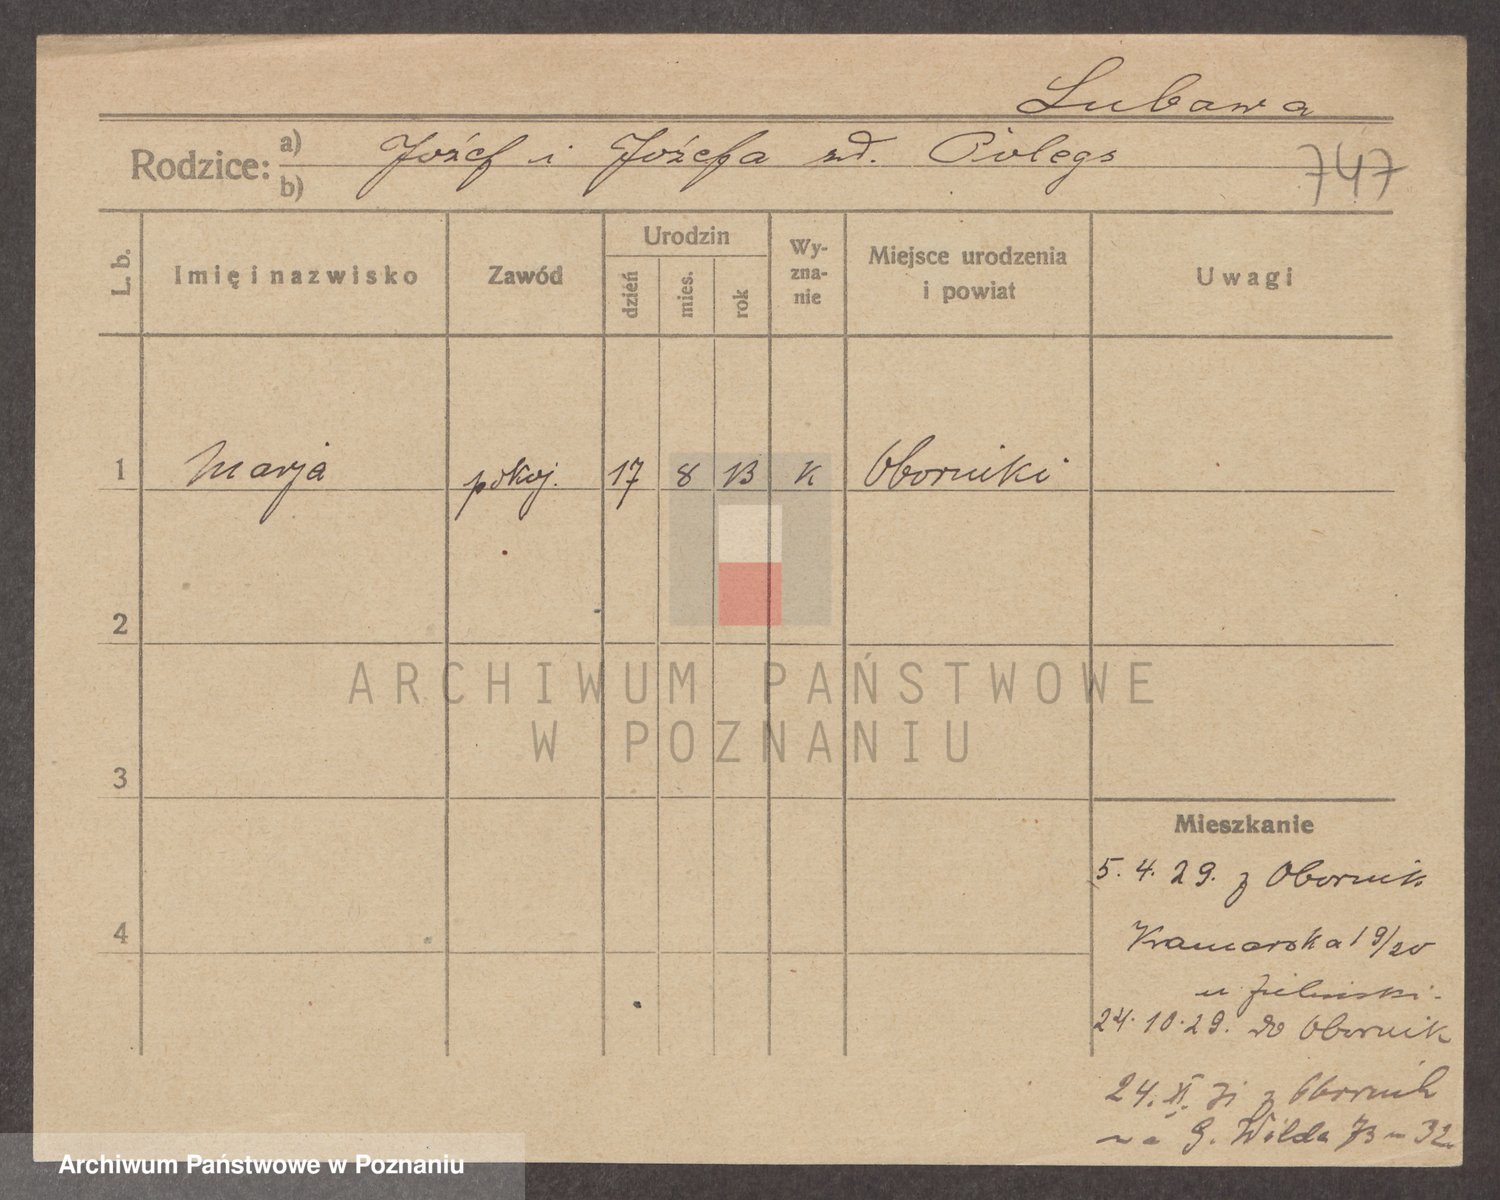 Lubawa
Rodzice: a) Józef i Józefa zd. Piolegs
b)
747
L. b.
Imię i nazwisko
Zawód
Urodzin
dzień
mies.
rok
Wy-
zna-
nie
Miejsce urodzenia
i powiat
Uwagi
1 Marja pokoj. 17 8 13 K Oborniki
2
3
4
ARCHIWUM PAŃSTWOWE
W POZNANIU
Mieszkanie
5. 4. 29. z Obornik
Kramarska 19/20
u Zieliński.
24. 10. 29. do Obornik
24. XI. 31 z Obornik
na G. Wilda 73 m 32
Archiwum Państwowe w Poznaniu